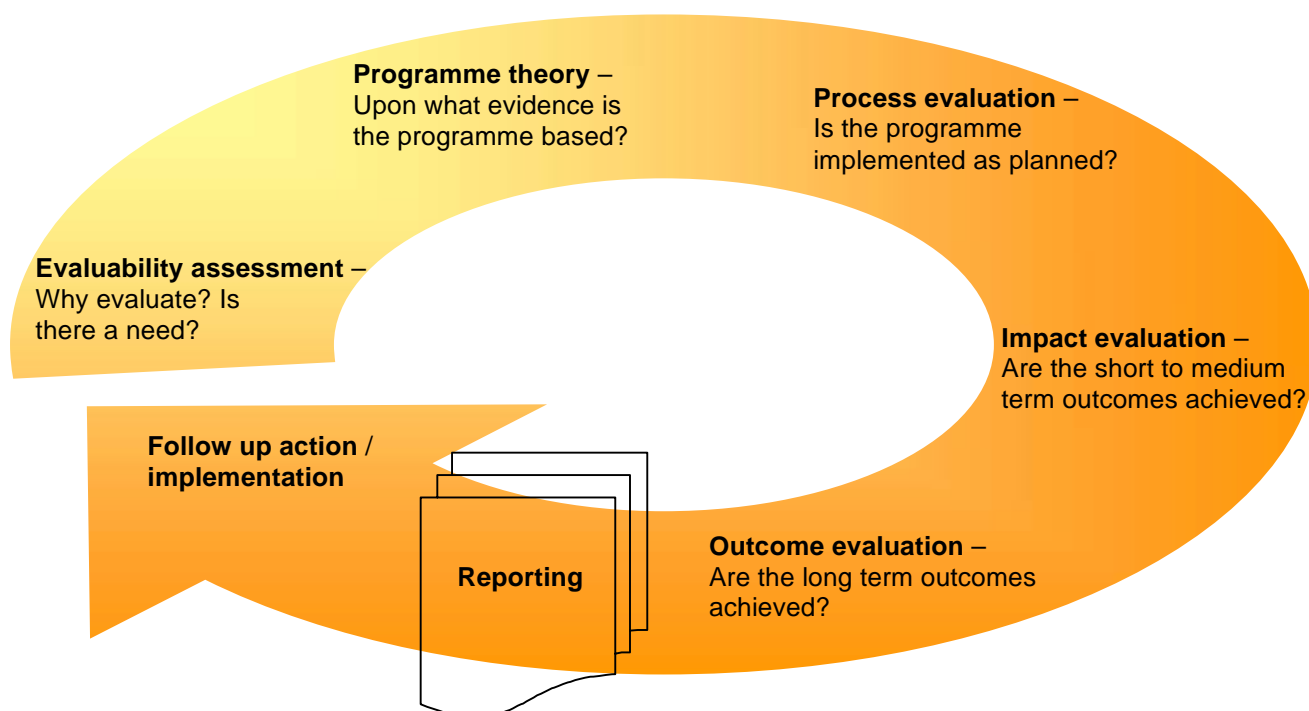 Programme theory –
Upon what evidence is
the programme based?
Process evaluation –
Is the programme
implemented as planned?
Evaluability assessment –
Why evaluate? Is
there a need?
Impact evaluation –
Are the short to medium
term outcomes achieved?
Follow up action /
implementation
Outcome evaluation –
Are the long term outcomes
achieved?
Reporting